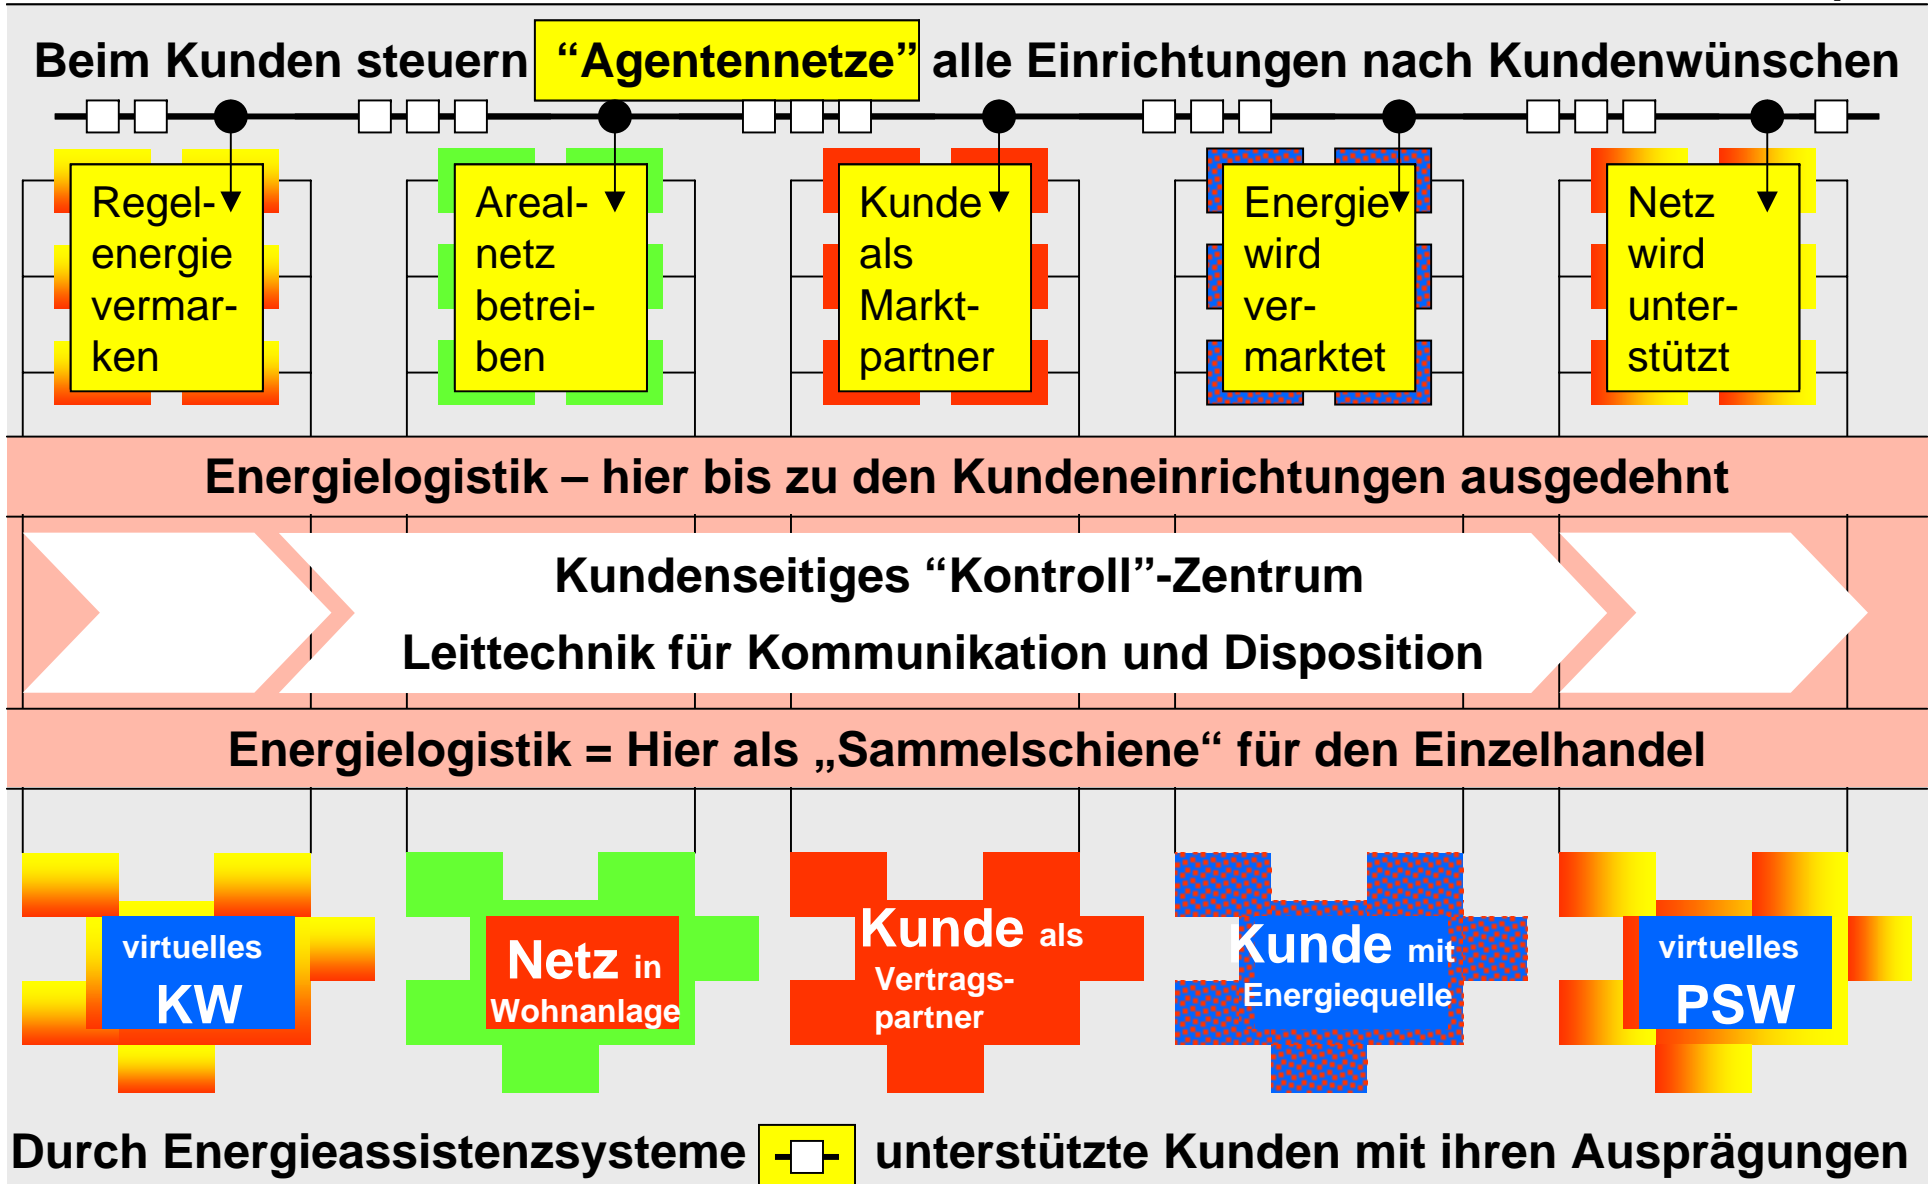 Beim Kunden steuern “Agentennetze” alle Einrichtungen nach Kundenwünschen
Regel-
energie
vermar-
ken
Areal-
netz
betrei-
ben
Kunde
als
Markt-
partner
Energie
wird
ver-
marktet
Netz
wird
unter-
stützt
Energielogistik – hier bis zu den Kundeneinrichtungen ausgedehnt
Kundenseitiges “Kontroll”-Zentrum
Leittechnik für Kommunikation und Disposition
Energielogistik = Hier als „Sammelschiene“ für den Einzelhandel
virtuelles
KW
Netz in
Wohnanlage
Kunde als
Vertrags-
partner
Kunde mit
Energiequelle
virtuelles
PSW
Durch Energieassistenzsysteme unterstützte Kunden mit ihren Ausprägungen